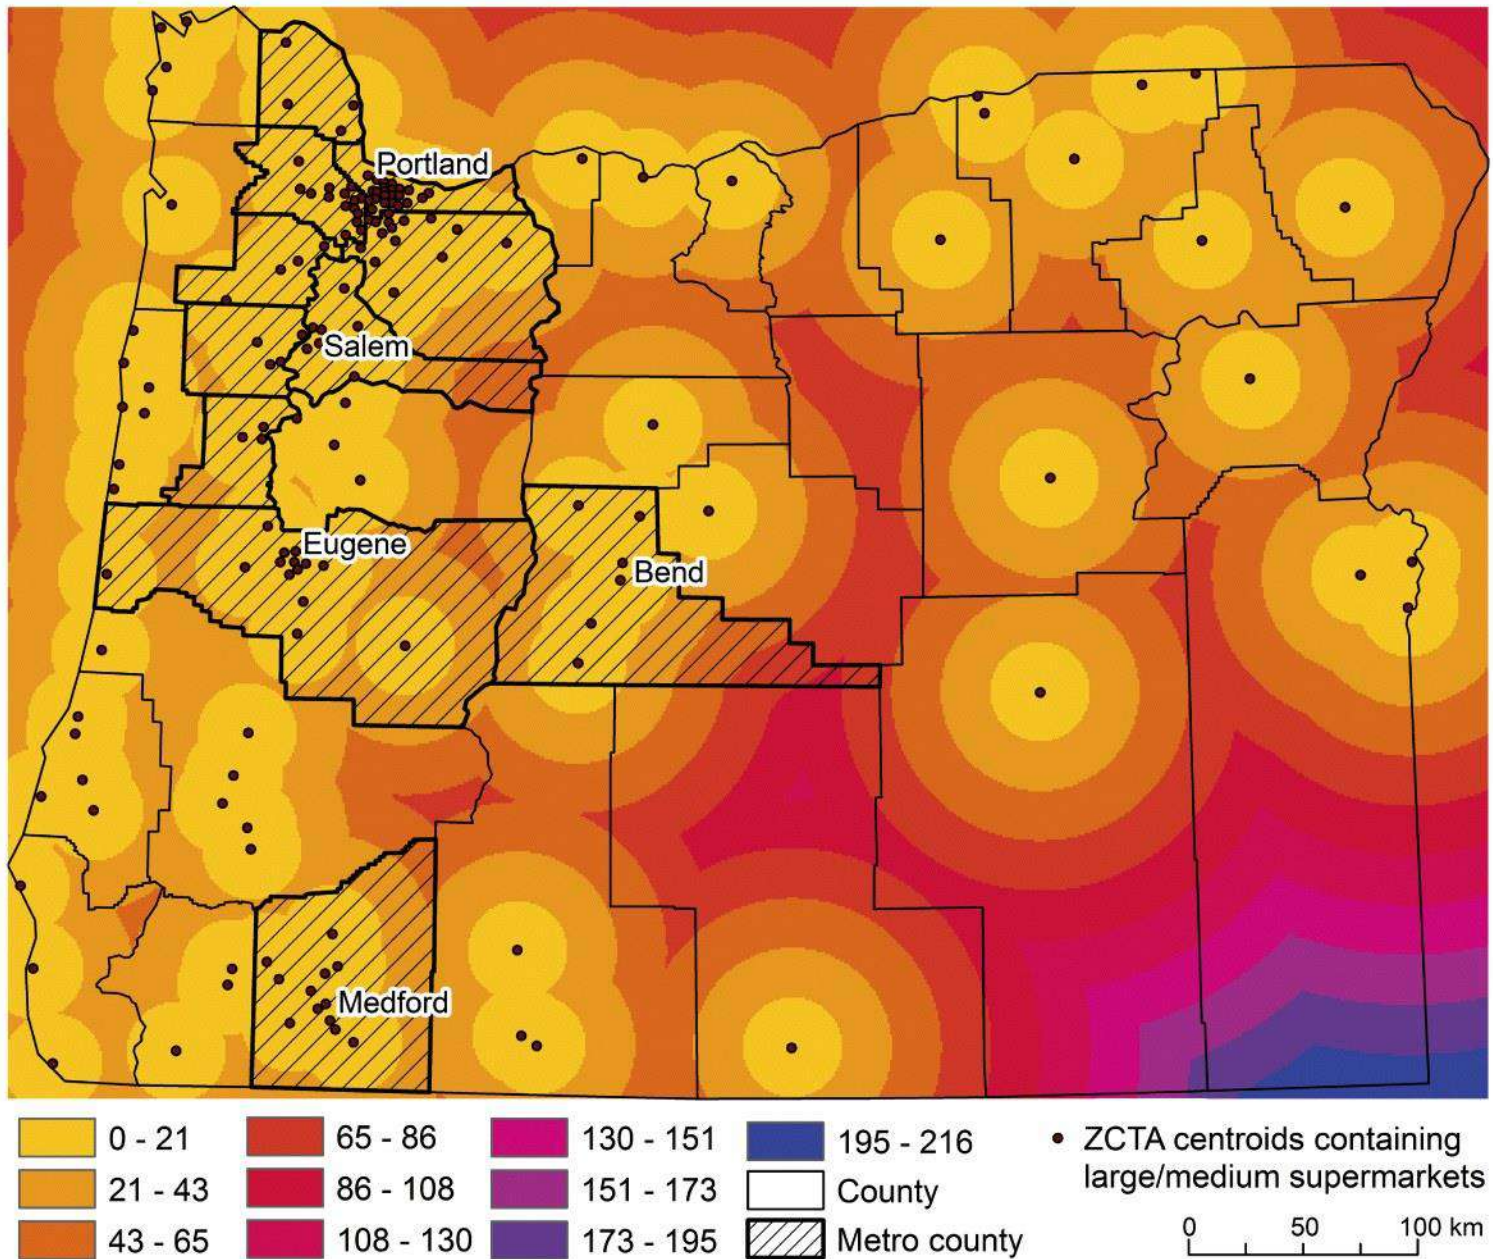 Portland
Salem
Eugene
Bend
Medford
0 - 21
65 - 86
130 - 151
195 - 216
ZCTA centroids containing
large/medium supermarkets
21 - 43
86 - 108
151 - 173
County
43 - 65
108 - 130
173 - 195
Metro county
0 50 100 km